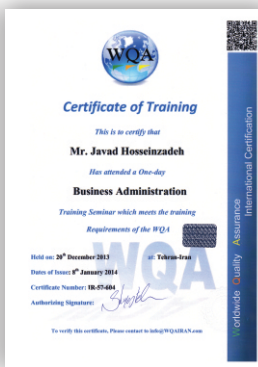 WQA
Certificate of Training
This is to certify that
Mr. Javad Hosseinzadeh
Has attended a One-day
Business Administration
Training Seminar which meets the training
Requirements of the WQA
Held on: 20th December 2013 at: Tehran-Iran
Dates of Issue: 8th January 2014
Certificate Number: IR-57-604
Authorizing Signature:
To verify this certificate, Please contact to info@WQAIRAN.com
WQA
Worldwide Quality Assurance
International Certification